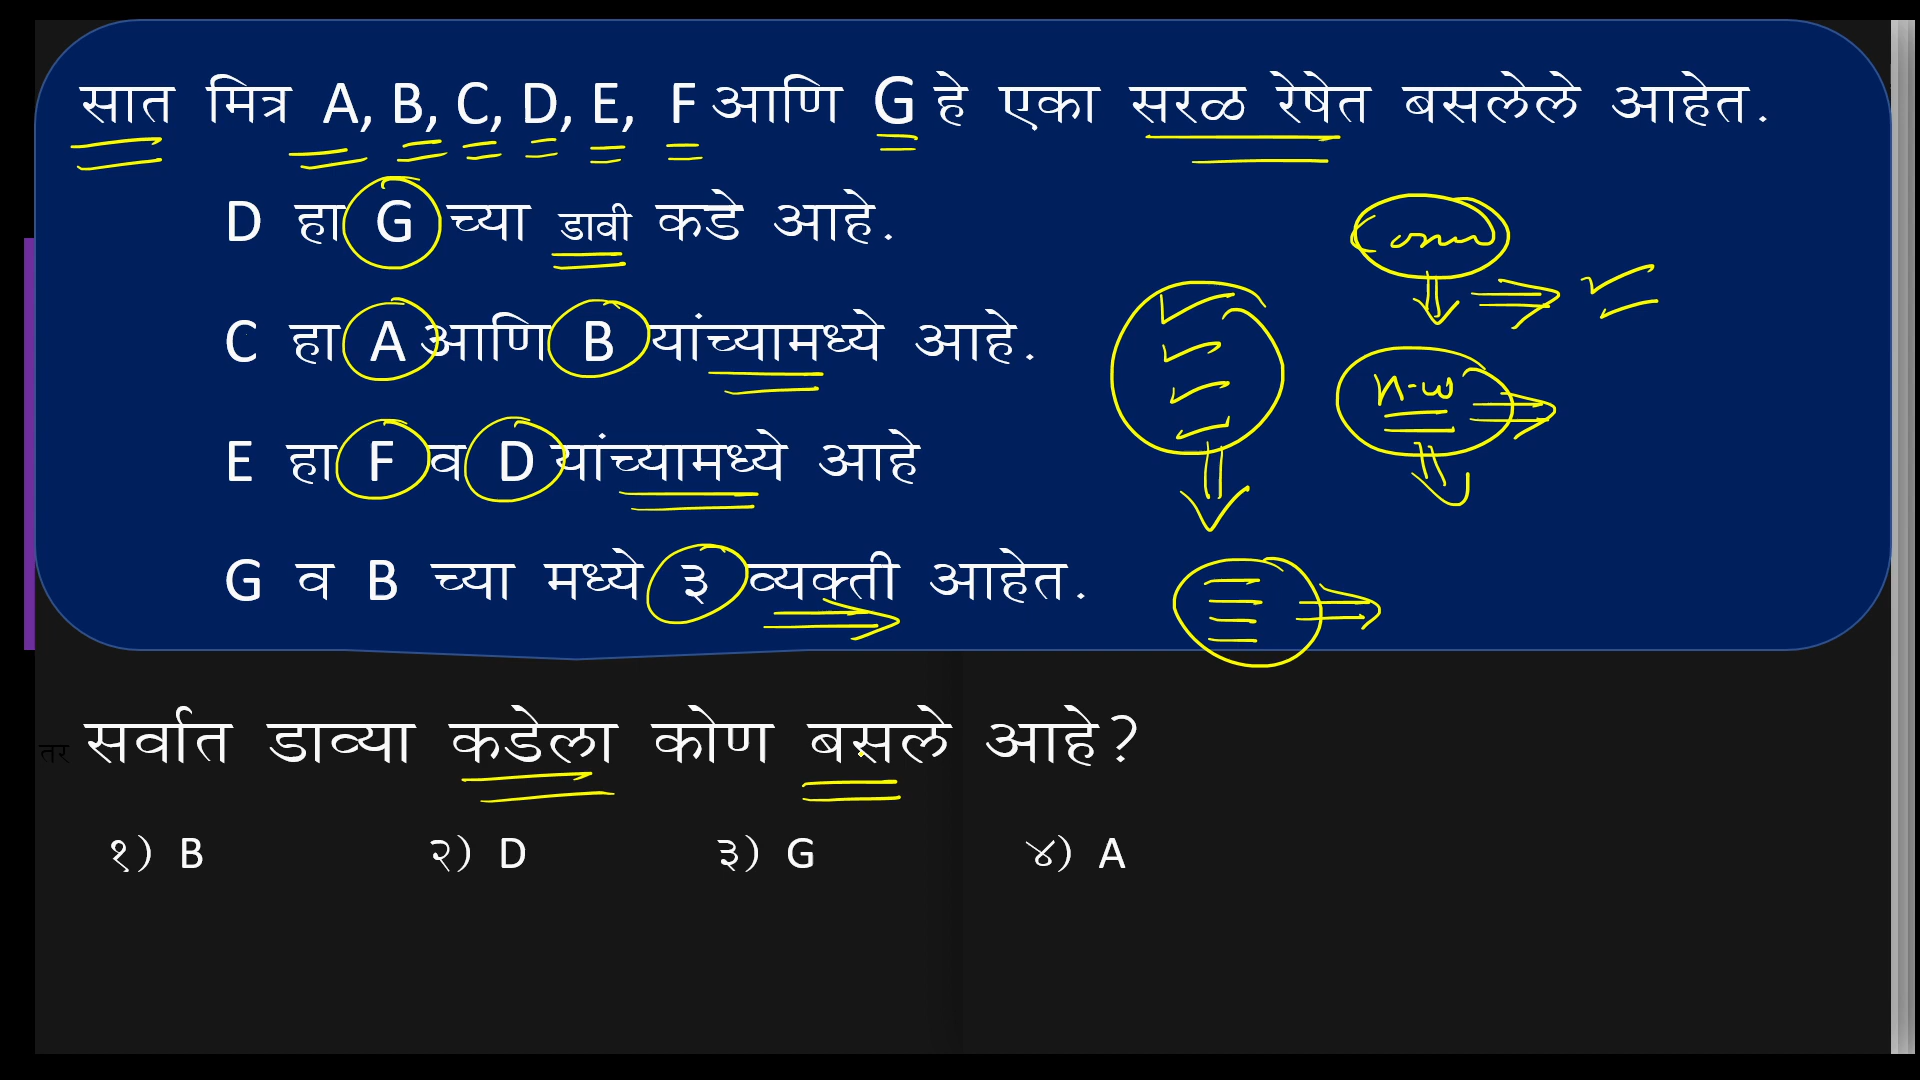 सात मित्र A, B, C, D, E, F आणि G हे एका सरळ रेषेत बसलेले आहेत.
D हा G च्या डावी कडे आहे.
C हा A आणि B यांच्यामध्ये आहे.
E हा F व D यांच्यामध्ये आहे
G व B च्या मध्ये ३ व्यक्ती आहेत.
n-w
तर सर्वात डाव्या कडेला कोण बसले आहे?
१) B २) D ३) G ४) A